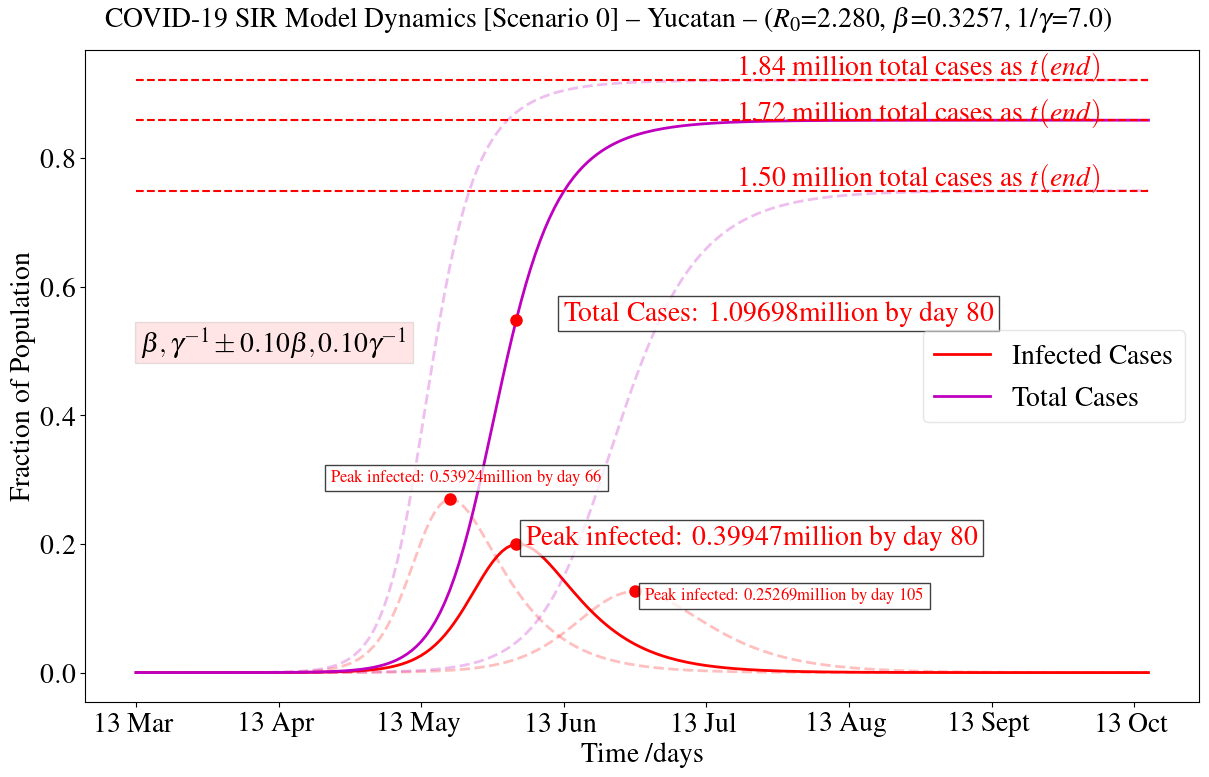 COVID-19 SIR Model Dynamics [Scenario 0] – Yucatan – (R₀=2.280, β=0.3257, 1/γ=7.0)
1.84 million total cases as t(end)
1.72 million total cases as t(end)
1.50 million total cases as t(end)
0.8
0.6
0.4
0.2
0.0
Fraction of Population
Total Cases: 1.09698million by day 80
β, γ⁻¹ ± 0.10β, 0.10γ⁻¹
Infected Cases
Total Cases
Peak infected: 0.53924million by day 66
Peak infected: 0.39947million by day 80
Peak infected: 0.25269million by day 105
13 Mar 13 Apr 13 May 13 Jun 13 Jul 13 Aug 13 Sept 13 Oct
Time /days